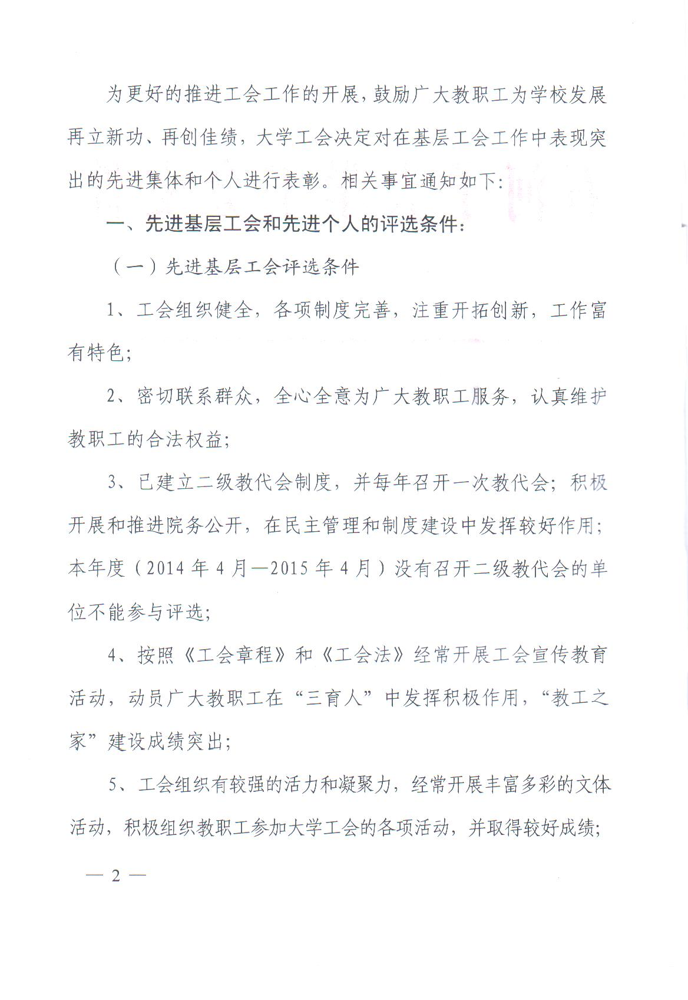 为更好的推进工会工作的开展，鼓励广大教职工为学校发展
再立新功、再创佳绩，大学工会决定对在基层工会工作中表现突
出的先进集体和个人进行表彰。相关事宜通知如下：
一、先进基层工会和先进个人的评选条件：
（一）先进基层工会评选条件
1、工会组织健全，各项制度完善，注重开拓创新，工作富
有特色；
2、密切联系群众，全心全意为广大教职工服务，认真维护
教职工的合法权益；
3、已建立二级教代会制度，并每年召开一次教代会；积极
开展和推进院务公开，在民主管理和制度建设中发挥较好作用；
本年度（2014 年 4 月—2015 年 4 月）没有召开二级教代会的单
位不能参与评选；
4、按照《工会章程》和《工会法》经常开展工会宣传教育
活动，动员广大教职工在“三育人”中发挥积极作用，“教工之
家”建设成绩突出；
5、工会组织有较强的活力和凝聚力，经常开展丰富多彩的文体
活动，积极组织教职工参加大学工会的各项活动，并取得较好成绩；
— 2 —